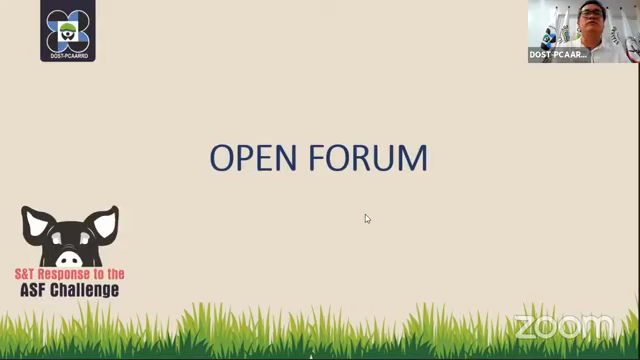 DOST-PCAARRD
DOST-PCAAR...
OPEN FORUM
S&T Response to the
ASF Challenge
zoom